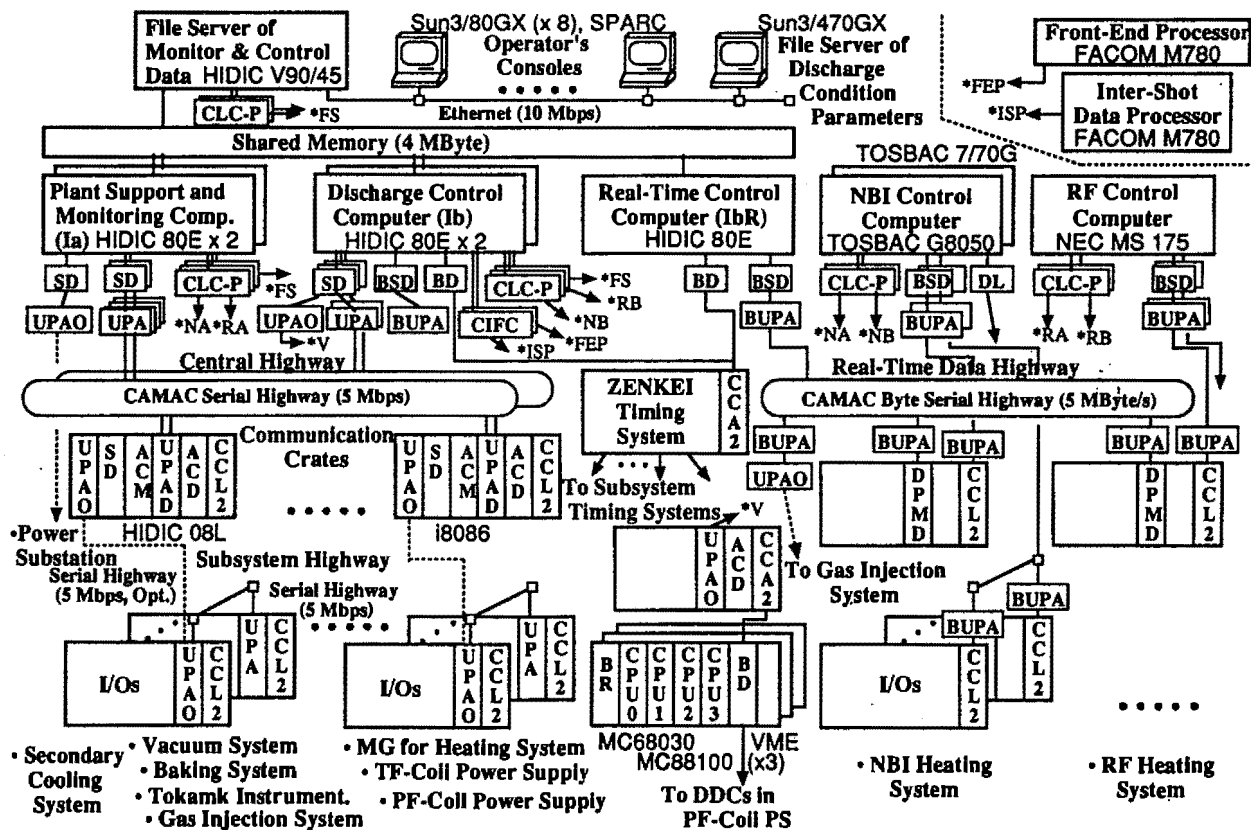 File Server of
Monitor & Control
Data HIDIC V90/45
Sun3/80GX (x 8), SPARC
Operator's
Consoles
Sun3/470GX
File Server of
Discharge
Condition
Parameters
Front-End Processor
FACOM M780
*FEP
*ISP
Inter-Shot
Data Processor
FACOM M780
CLC-P
*FS
Ethernet (10 Mbps)
Shared Memory (4 MByte)
TOSBAC 7/70G
Plant Support and
Monitoring Comp.
(Ia) HIDIC 80E x 2
Discharge Control
Computer (Ib)
HIDIC 80E x 2
Real-Time Control
Computer (IbR)
HIDIC 80E
NBI Control
Computer
TOSBAC G8050
RF Control
Computer
NEC MS 175
SD
SD
CLC-P
*FS
SD
BSD
BD
CLC-P
*FS
*RB
*NB
BD
BSD
CLC-P
BSD
DL
CLC-P
BSD
UPAO
UPA
*NA
*RA
UPAO
UPA
BUPA
CIFC
*FEP
*V
*ISP
BUPA
*NA
*NB
BUPA
*RA
*RB
BUPA
Central Highway
Real-Time Data Highway
CAMAC Serial Highway (5 Mbps)
CAMAC Byte Serial Highway (5 MByte/s)
ZENKEI
Timing
System
CCA2
UPAO
SD
ACM
UPAD
ACD
CCL2
Communication
Crates
UPAO
SD
ACM
UPAD
ACD
CCL2
BUPA
UPAO
BUPA
BUPA
BUPA
BUPA
DPMD
CCL2
DPMD
CCL2
HIDIC 08L
i8086
To Subsystem
Timing Systems
*V
•Power
Substation
Subsystem Highway
Serial Highway
(5 Mbps, Opt.)
Serial Highway
(5 Mbps)
UPAO
ACD
CCA2
To Gas Injection
System
UPA
CCL2
UPA
CCL2
BUPA
BUPA
CCL2
I/Os
UPAO
CCL2
I/Os
UPAO
CCL2
BR
CPU0
CPU1
CPU2
CPU3
BD
I/Os
CCL2
MC68030
MC88100
VME
(x3)
To DDCs in
PF-Coil PS
• Secondary
Cooling
System
• Vacuum System
• Baking System
• Tokamk Instrument.
• Gas Injection System
• MG for Heating System
• TF-Coil Power Supply
• PF-Coil Power Supply
• NBI Heating
System
• RF Heating
System